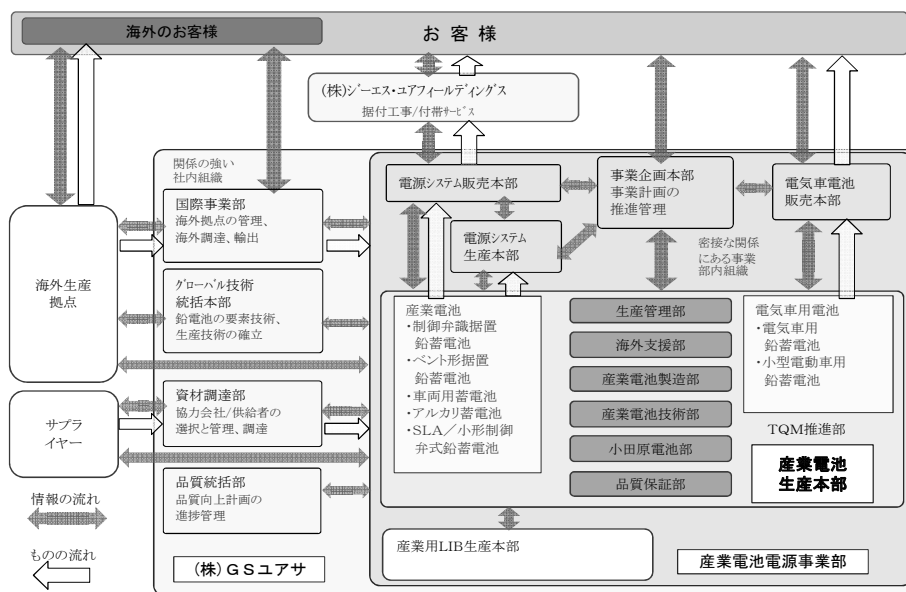 海外のお客様
お 客 様
(株)ジーエス・ユアフィールディングス
据付工事/付帯サービス
関係の強い
社内組織
国際事業部
海外拠点の管理、
海外調達、輸出
電源システム販売本部
事業企画本部
事業計画の
推進管理
電気車電池
販売本部
電源システム
生産本部
密接な関係
にある事業
部内組織
海外生産
拠点
グローバル技術
統括本部
鉛電池の要素技術、
生産技術の確立
産業電池
・制御弁識据置
鉛蓄電池
・ベント形据置
鉛蓄電池
・車両用蓄電池
・アルカリ蓄電池
・SLA/小形制御
弁式鉛蓄電池
生産管理部
海外支援部
産業電池製造部
産業電池技術部
小田原電池部
品質保証部
電気車用電池
・電気車用
鉛蓄電池
・小型電動車用
鉛蓄電池
TQM推進部
産業電池
生産本部
サプラ
イヤー
資材調達部
協力会社/供給者の
選択と管理、調達
品質統括部
品質向上計画の
進捗管理
情報の流れ
ものの流れ
(株)GSユアサ
産業用LIB生産本部
産業電池電源事業部